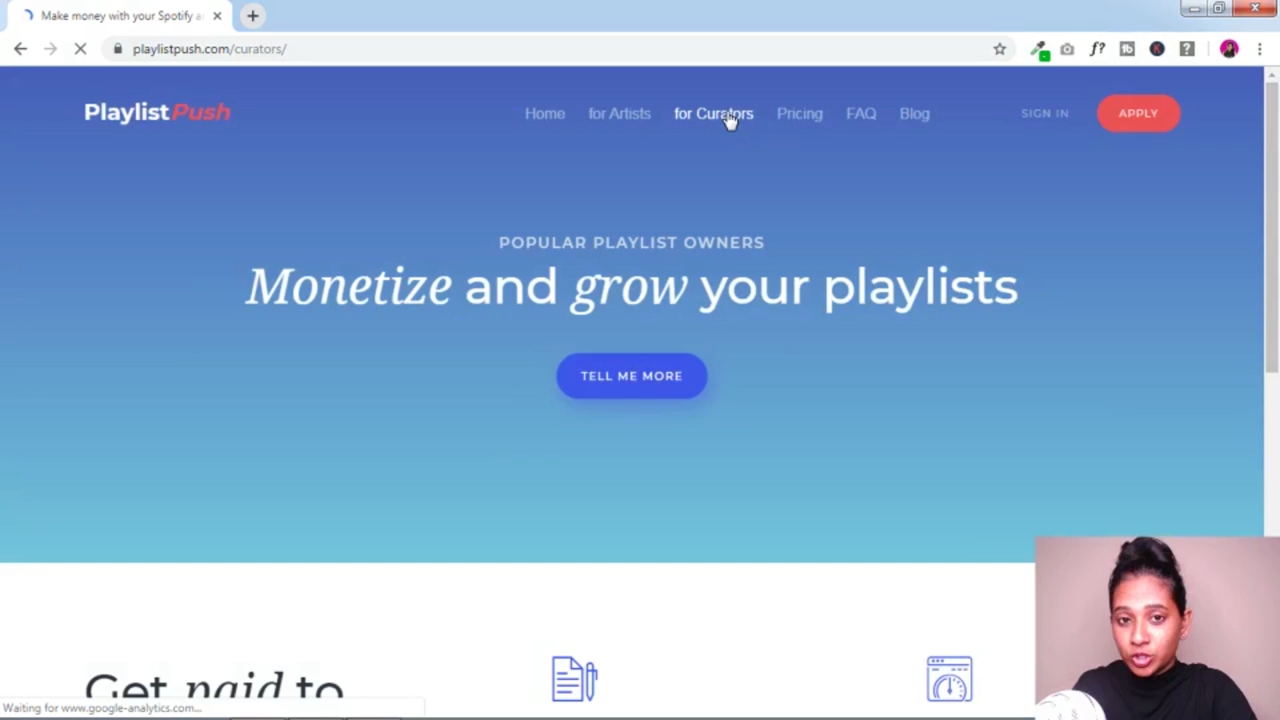 Make money with your Spotify a
playlistpush.com/curators/
f?
PlaylistPush
Home
for Artists
for Curators
Pricing
FAQ
Blog
SIGN IN
APPLY
POPULAR PLAYLIST OWNERS
Monetize and grow your playlists
TELL ME MORE
Get paid to
Waiting for www.google-analytics.com...